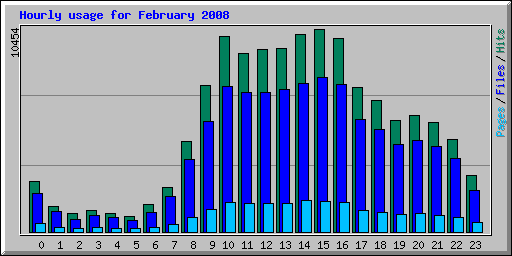 Hourly usage for February 2008
10454
Pages/Files/Hits
0 1 2 3 4 5 6 7 8 9 10 11 12 13 14 15 16 17 18 19 20 21 22 23